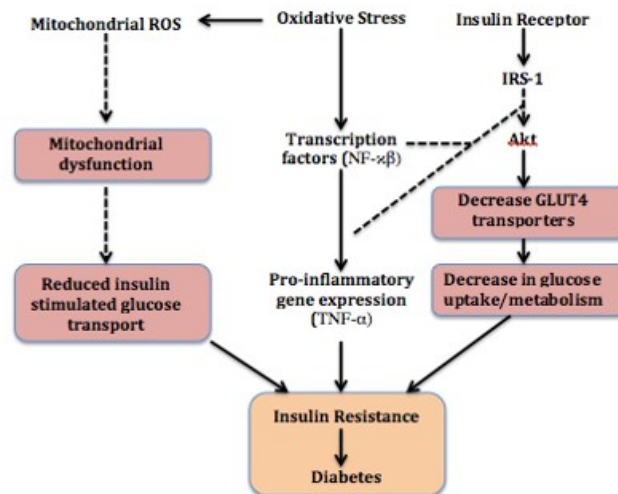 Mitochondrial ROS
Oxidative Stress
Insulin Receptor
IRS-1
Mitochondrial
dysfunction
Transcription
factors (NF-κβ)
Akt
Decrease GLUT4
transporters
Reduced insulin
stimulated glucose
transport
Pro-inflammatory
gene expression
(TNF-α)
Decrease in glucose
uptake/metabolism
Insulin Resistance
Diabetes